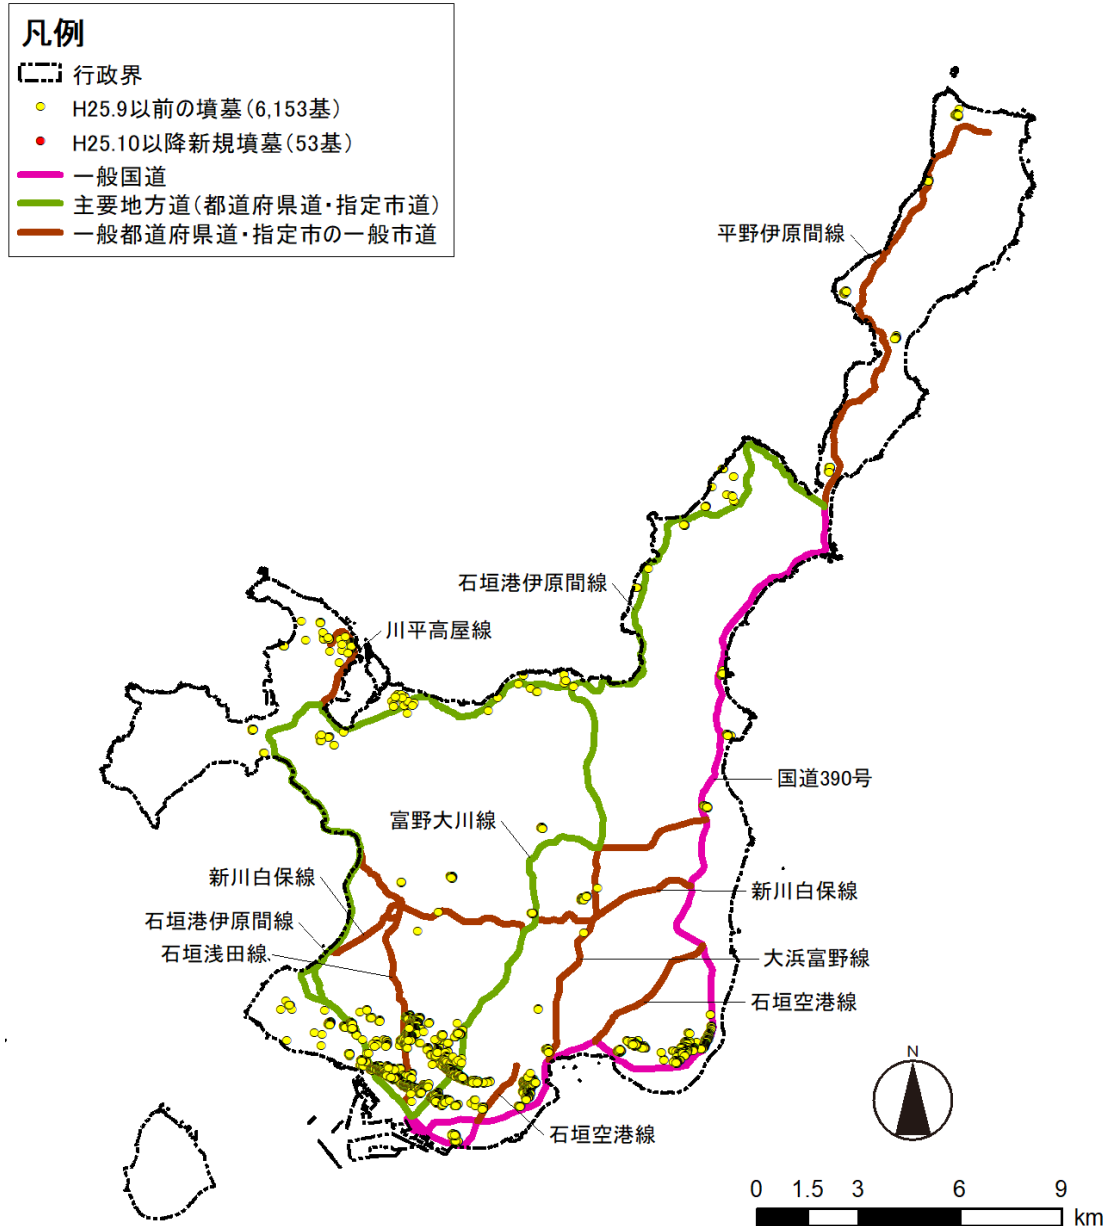 凡例
行政界
H25.9以前の墳墓(6,153基)
H25.10以降新規墳墓(53基)
一般国道
主要地方道(都道府県道・指定市道)
一般都道府県道・指定市の一般市道
平野伊原間線
石垣港伊原間線
川平高屋線
国道390号
富野大川線
新川白保線
新川白保線
石垣港伊原間線
石垣浅田線
大浜富野線
石垣空港線
石垣空港線
N
0 1.5 3 6 9
km